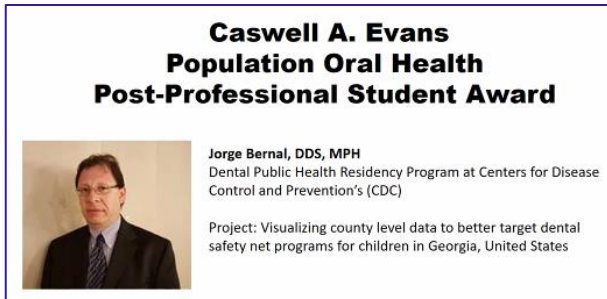 Caswell A. Evans
Population Oral Health
Post-Professional Student Award
Jorge Bernal, DDS, MPH
Dental Public Health Residency Program at Centers for Disease
Control and Prevention's (CDC)
Project: Visualizing county level data to better target dental
safety net programs for children in Georgia, United States